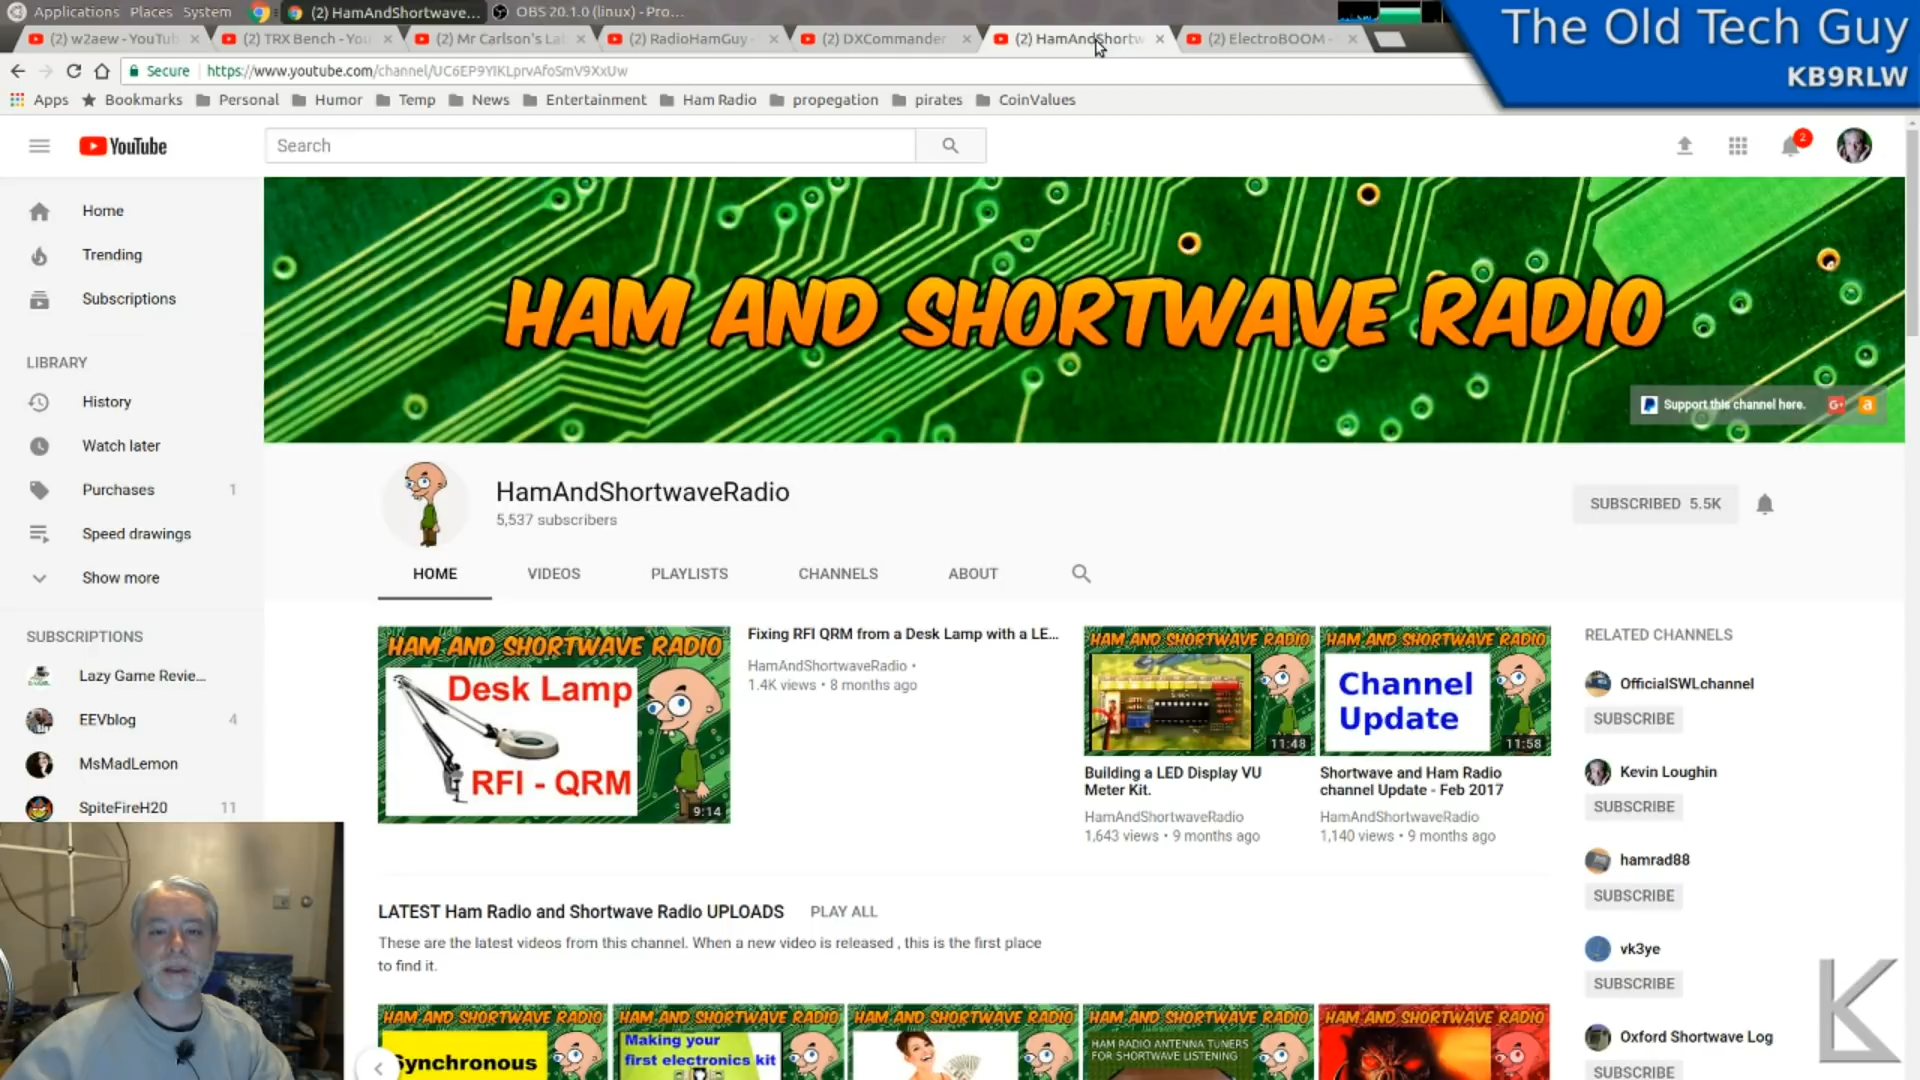 Applications Places System (2) HamAndShortwave... OBS 20.1.0 (linux) - Pro...
The Old Tech Guy
KB9RLW
(2) w2aew - YouTub (2) TRX Bench - You (2) Mr Carlson's Lab (2) RadioHamGuy - (2) DXCommander (2) HamAndShortw (2) ElectroBOOM -
Secure https://www.youtube.com/channel/UC6EP9YIKLprvAfoSmV9XxUw
Apps Bookmarks Personal Humor Temp News Entertainment Ham Radio propegation pirates CoinValues
YouTube
Search
2
Home
Trending
Subscriptions
LIBRARY
History
Watch later
Purchases 1
Speed drawings
Show more
SUBSCRIPTIONS
Lazy Game Revie...
EEVblog 4
MsMadLemon
SpiteFireH20 11
HAM AND SHORTWAVE RADIO
Support this channel here. G+ a
HamAndShortwaveRadio
5,537 subscribers
SUBSCRIBED 5.5K
HOME VIDEOS PLAYLISTS CHANNELS ABOUT
HAM AND SHORTWAVE RADIO
Desk Lamp
RFI - QRM
9:14
Fixing RFI QRM from a Desk Lamp with a LE...
HamAndShortwaveRadio •
1.4K views • 8 months ago
HAM AND SHORTWAVE RADIO
11:48
Building a LED Display VU
Meter Kit.
HamAndShortwaveRadio
1,643 views • 9 months ago
HAM AND SHORTWAVE RADIO
Channel
Update
11:58
Shortwave and Ham Radio
channel Update - Feb 2017
HamAndShortwaveRadio
1,140 views • 9 months ago
RELATED CHANNELS
OfficialSWLchannel
SUBSCRIBE
Kevin Loughin
SUBSCRIBE
hamrad88
SUBSCRIBE
vk3ye
SUBSCRIBE
Oxford Shortwave Log
SUBSCRIBE
LATEST Ham Radio and Shortwave Radio UPLOADS PLAY ALL
These are the latest videos from this channel. When a new video is released , this is the first place
to find it.
HAM AND SHORTWAVE RADIO
Synchronous
HAM AND SHORTWAVE RADIO
Making your
first electronics kit
HAM AND SHORTWAVE RADIO
HAM AND SHORTWAVE RADIO
HAM RADIO ANTENNA TUNERS
FOR SHORTWAVE LISTENING
HAM AND SHORTWAVE RADIO
K